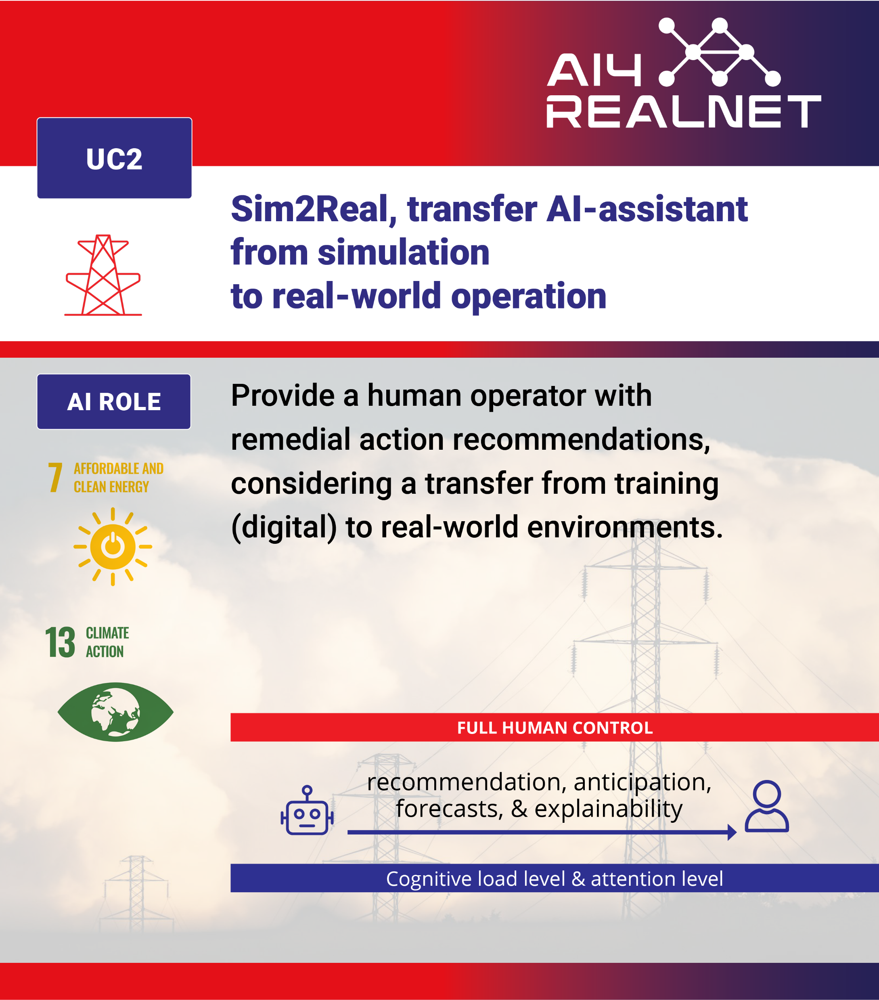 AI4
REALNET
UC2
Sim2Real, transfer AI-assistant
from simulation
to real-world operation
AI ROLE
Provide a human operator with
remedial action recommendations,
considering a transfer from training
(digital) to real-world environments.
7 AFFORDABLE AND
CLEAN ENERGY
13 CLIMATE
ACTION
FULL HUMAN CONTROL
recommendation, anticipation,
forecasts, & explainability
Cognitive load level & attention level